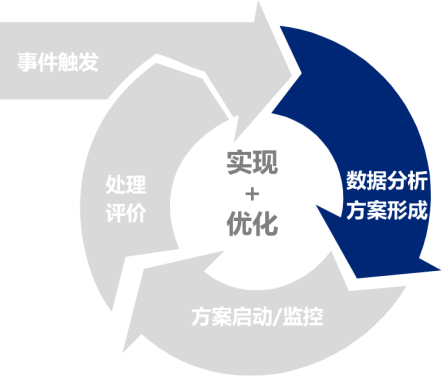 事件触发
数据分析
方案形成
方案启动/监控
处理
评价
实现
+
优化